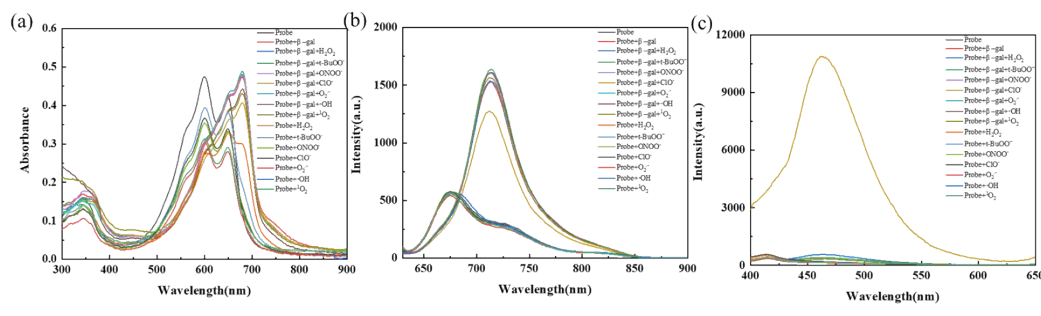 (a)
0.6
0.5
0.4
0.3
0.2
0.1
0.0
Absorbance
300 400 500 600 700 800 900
Wavelength(nm)
Probe
Probe+β-gal
Probe+β-gal+H₂O₂
Probe+β-gal+t-BuOO·
Probe+β-gal+ONOO⁻
Probe+β-gal+ClO⁻
Probe+β-gal+O₂·⁻
Probe+β-gal+·OH
Probe+β-gal+¹O₂
Probe+H₂O₂
Probe+t-BuOO·
Probe+ONOO⁻
Probe+ClO⁻
Probe+O₂·⁻
Probe+·OH
Probe+¹O₂
(b)
2000
1500
1000
500
0
Intensity(a.u.)
650 700 750 800 850 900
Wavelength(nm)
Probe
Probe+β-gal
Probe+β-gal+H₂O₂
Probe+β-gal+t-BuOO·
Probe+β-gal+ONOO⁻
Probe+β-gal+ClO⁻
Probe+β-gal+O₂·⁻
Probe+β-gal+·OH
Probe+β-gal+¹O₂
Probe+H₂O₂
Probe+t-BuOO·
Probe+ONOO⁻
Probe+ClO⁻
Probe+O₂·⁻
Probe+·OH
Probe+¹O₂
(c)
12000
9000
6000
3000
0
Intensity(a.u.)
400 450 500 550 600 650
Wavelength(nm)
Probe
Probe+β-gal
Probe+β-gal+H₂O₂
Probe+β-gal+t-BuOO·
Probe+β-gal+ONOO⁻
Probe+β-gal+ClO⁻
Probe+β-gal+O₂·⁻
Probe+β-gal+·OH
Probe+β-gal+¹O₂
Probe+H₂O₂
Probe+t-BuOO·
Probe+ONOO⁻
Probe+ClO⁻
Probe+O₂·⁻
Probe+·OH
Probe+¹O₂